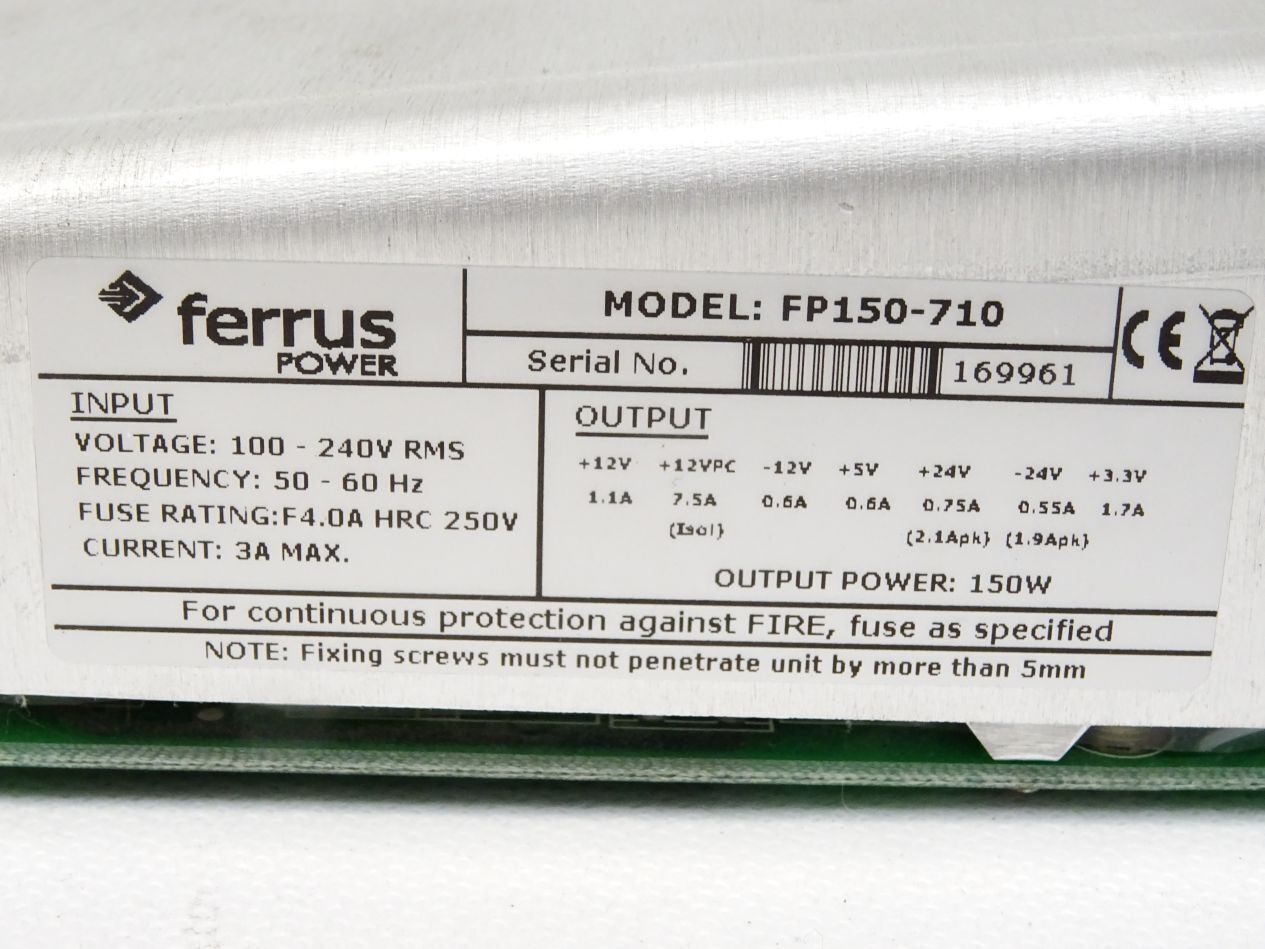 ferrus
POWER
MODEL: FP150-710
Serial No. 169961
CE
INPUT
VOLTAGE: 100 - 240V RMS
FREQUENCY: 50 - 60 Hz
FUSE RATING:F4.0A HRC 250V
CURRENT: 3A MAX.
OUTPUT
+12V +12VPC -12V +5V +24V -24V +3.3V
1.1A 7.5A 0.6A 0.6A 0.75A 0.55A 1.7A
(Isol) (2.1Apk) (1.9Apk)
OUTPUT POWER: 150W
For continuous protection against FIRE, fuse as specified
NOTE: Fixing screws must not penetrate unit by more than 5mm